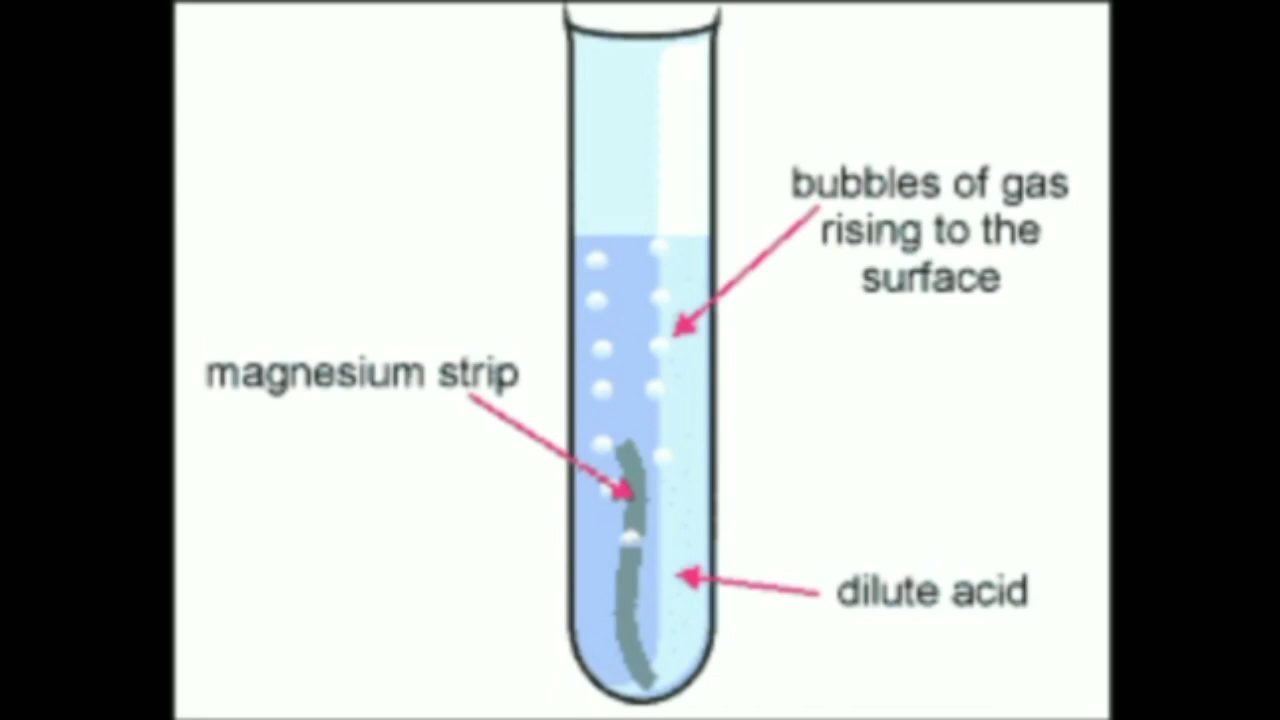 bubbles of gas
rising to the
surface
magnesium strip
dilute acid